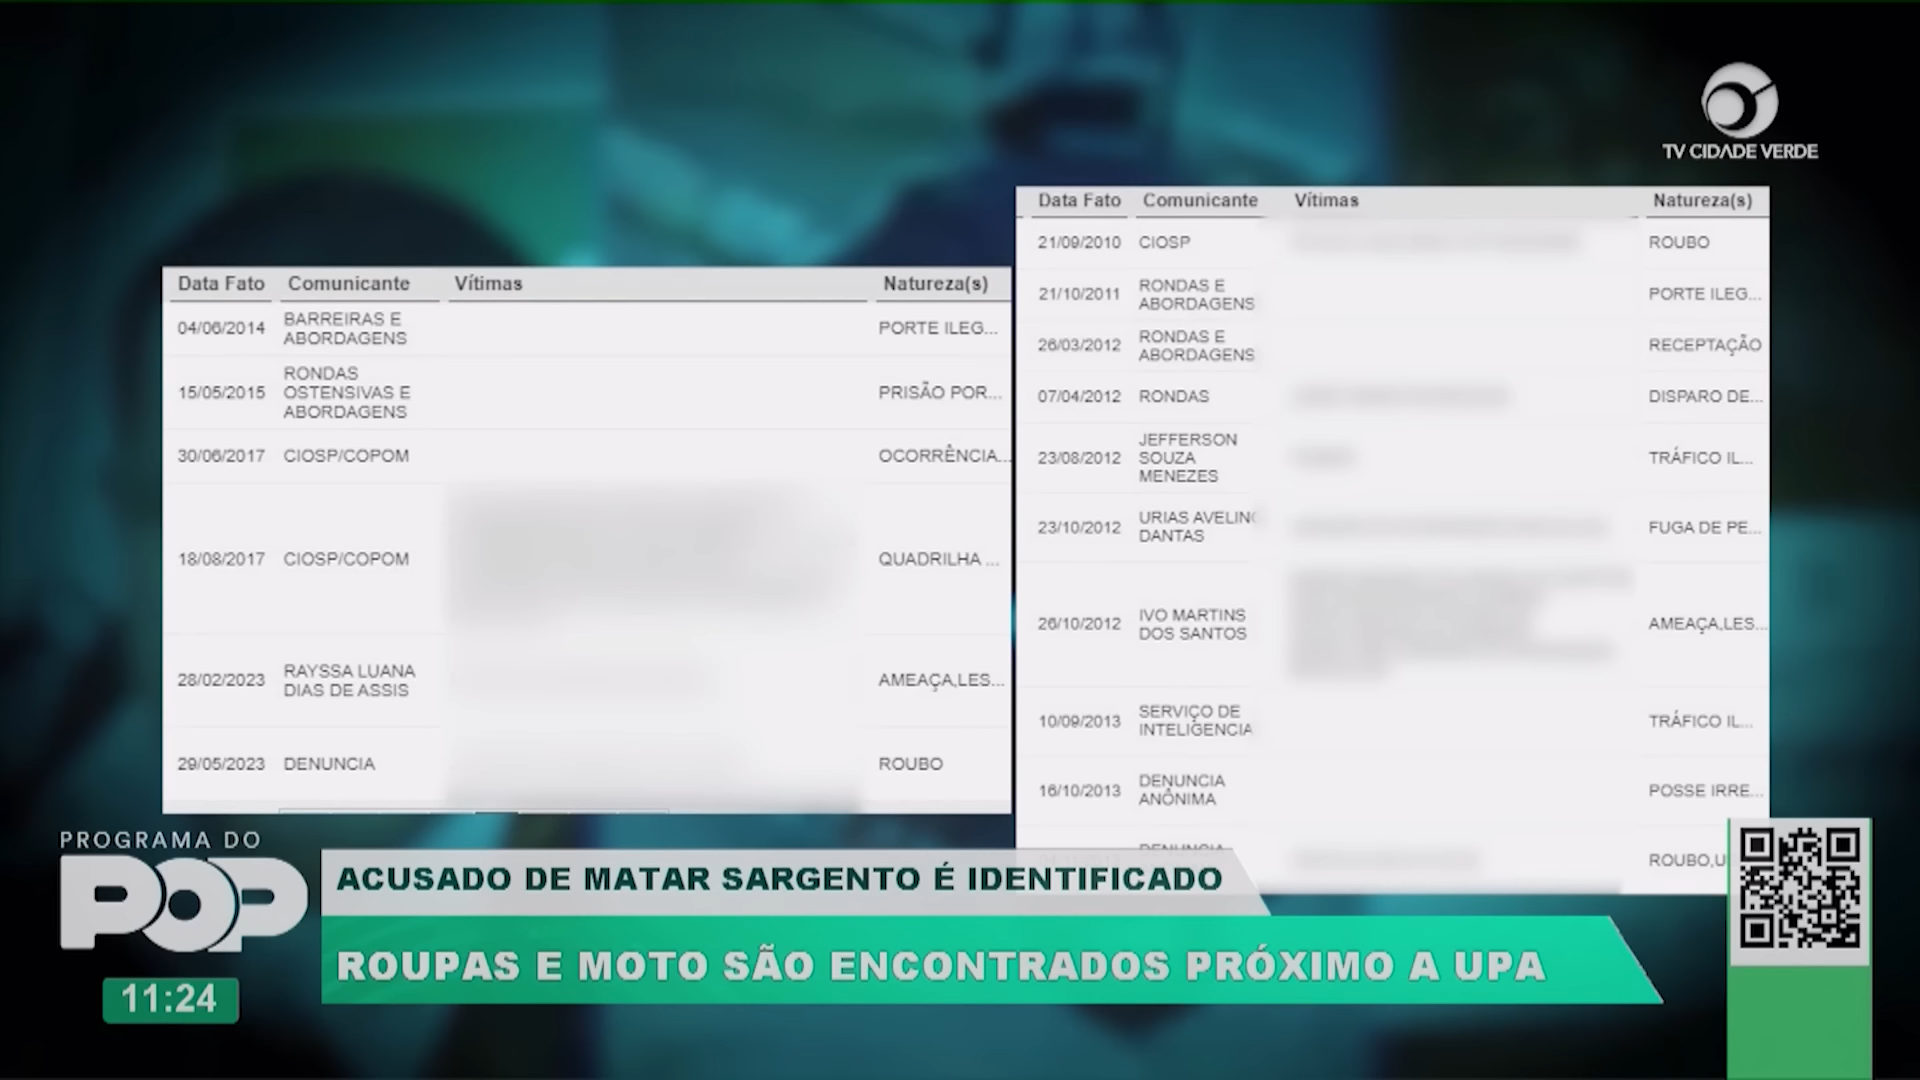 TV CIDADE VERDE
Data Fato Comunicante Vítimas Natureza(s)
04/06/2014 BARREIRAS E ABORDAGENS PORTE ILEG...
15/05/2015 RONDAS OSTENSIVAS E ABORDAGENS PRISÃO POR...
30/06/2017 CIOSP/COPOM OCORRÊNCIA...
18/08/2017 CIOSP/COPOM QUADRILHA ...
28/02/2023 RAYSSA LUANA DIAS DE ASSIS AMEAÇA,LES...
29/05/2023 DENUNCIA ROUBO
Data Fato Comunicante Vítimas Natureza(s)
21/09/2010 CIOSP ROUBO
21/10/2011 RONDAS E ABORDAGENS PORTE ILEG...
26/03/2012 RONDAS E ABORDAGENS RECEPTAÇÃO
07/04/2012 RONDAS DISPARO DE...
23/08/2012 JEFFERSON SOUZA MENEZES TRÁFICO IL...
23/10/2012 URIAS AVELINO DANTAS FUGA DE PE...
26/10/2012 IVO MARTINS DOS SANTOS AMEAÇA,LES...
10/09/2013 SERVIÇO DE INTELIGENCIA TRÁFICO IL...
16/10/2013 DENUNCIA ANÔNIMA POSSE IRRE...
DENUNCIA ROUBO,U
PROGRAMA DO
POP
11:24
ACUSADO DE MATAR SARGENTO É IDENTIFICADO
ROUPAS E MOTO SÃO ENCONTRADOS PRÓXIMO A UPA